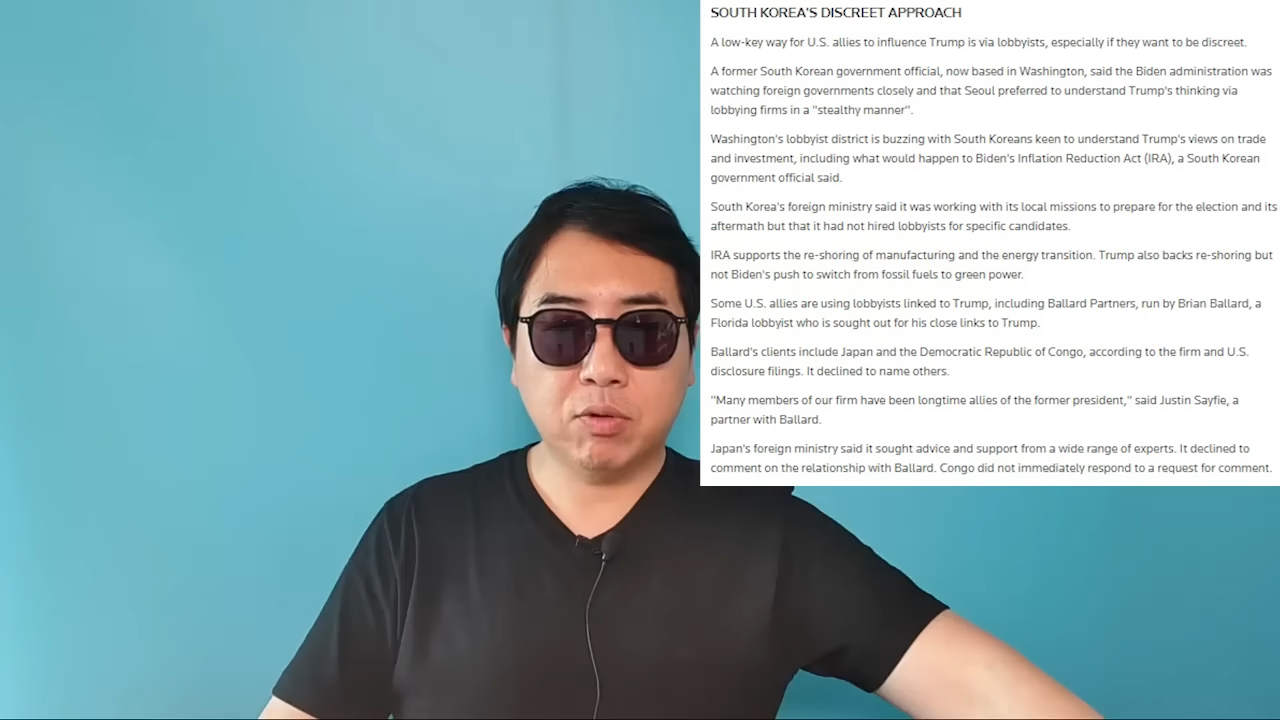 SOUTH KOREA'S DISCREET APPROACH
A low-key way for U.S. allies to influence Trump is via lobbyists, especially if they want to be discreet.
A former South Korean government official, now based in Washington, said the Biden administration was
watching foreign governments closely and that Seoul preferred to understand Trump's thinking via
lobbying firms in a "stealthy manner".
Washington's lobbyist district is buzzing with South Koreans keen to understand Trump's views on trade
and investment, including what would happen to Biden's Inflation Reduction Act (IRA), a South Korean
government official said.
South Korea's foreign ministry said it was working with its local missions to prepare for the election and its
aftermath but that it had not hired lobbyists for specific candidates.
IRA supports the re-shoring of manufacturing and the energy transition. Trump also backs re-shoring but
not Biden's push to switch from fossil fuels to green power.
Some U.S. allies are using lobbyists linked to Trump, including Ballard Partners, run by Brian Ballard, a
Florida lobbyist who is sought out for his close links to Trump.
Ballard's clients include Japan and the Democratic Republic of Congo, according to the firm and U.S.
disclosure filings. It declined to name others.
"Many members of our firm have been longtime allies of the former president," said Justin Sayfie, a
partner with Ballard.
Japan's foreign ministry said it sought advice and support from a wide range of experts. It declined to
comment on the relationship with Ballard. Congo did not immediately respond to a request for comment.